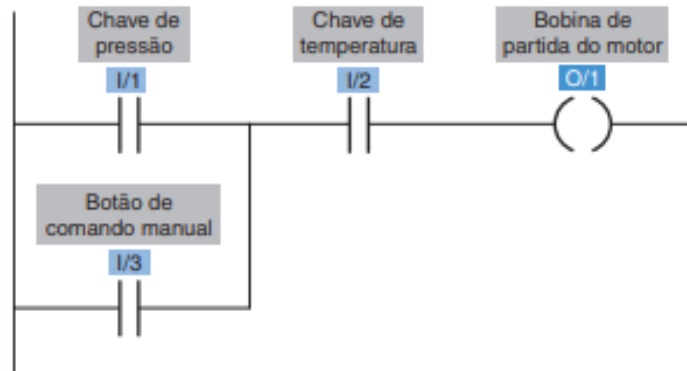 Chave de
pressão
I/1
Chave de
temperatura
I/2
Bobina de
partida do motor
O/1
Botão de
comando manual
I/3